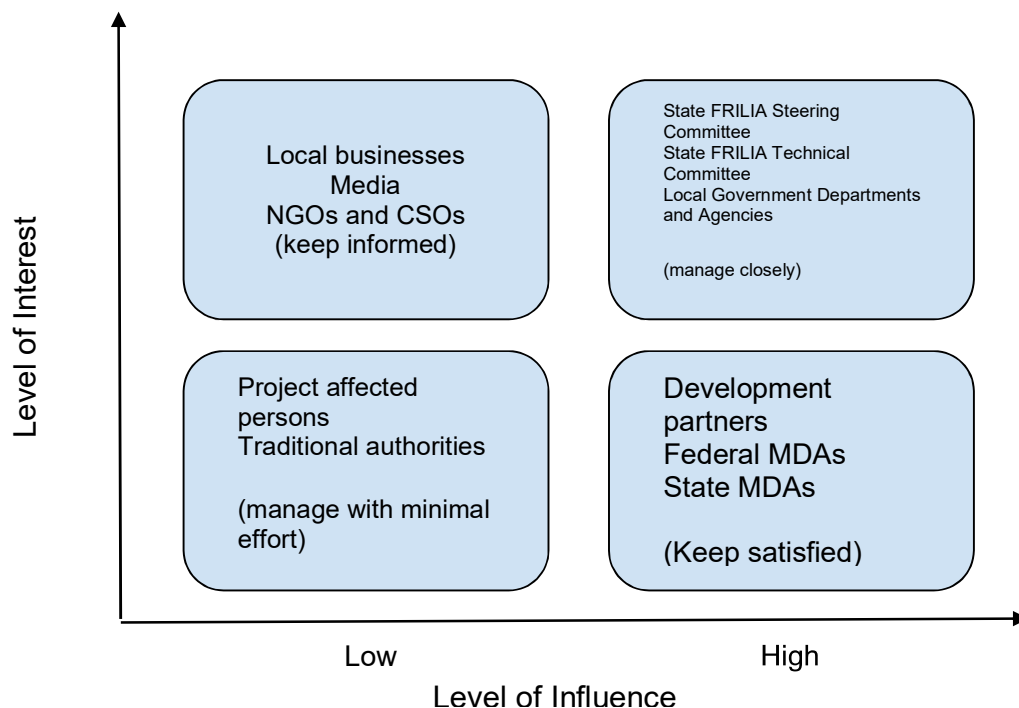 Level of Interest
Local businesses
Media
NGOs and CSOs
(keep informed)
State FRILIA Steering
Committee
State FRILIA Technical
Committee
Local Government Departments
and Agencies
(manage closely)
Project affected
persons
Traditional authorities
(manage with minimal
effort)
Development
partners
Federal MDAs
State MDAs
(Keep satisfied)
Low
High
Level of Influence